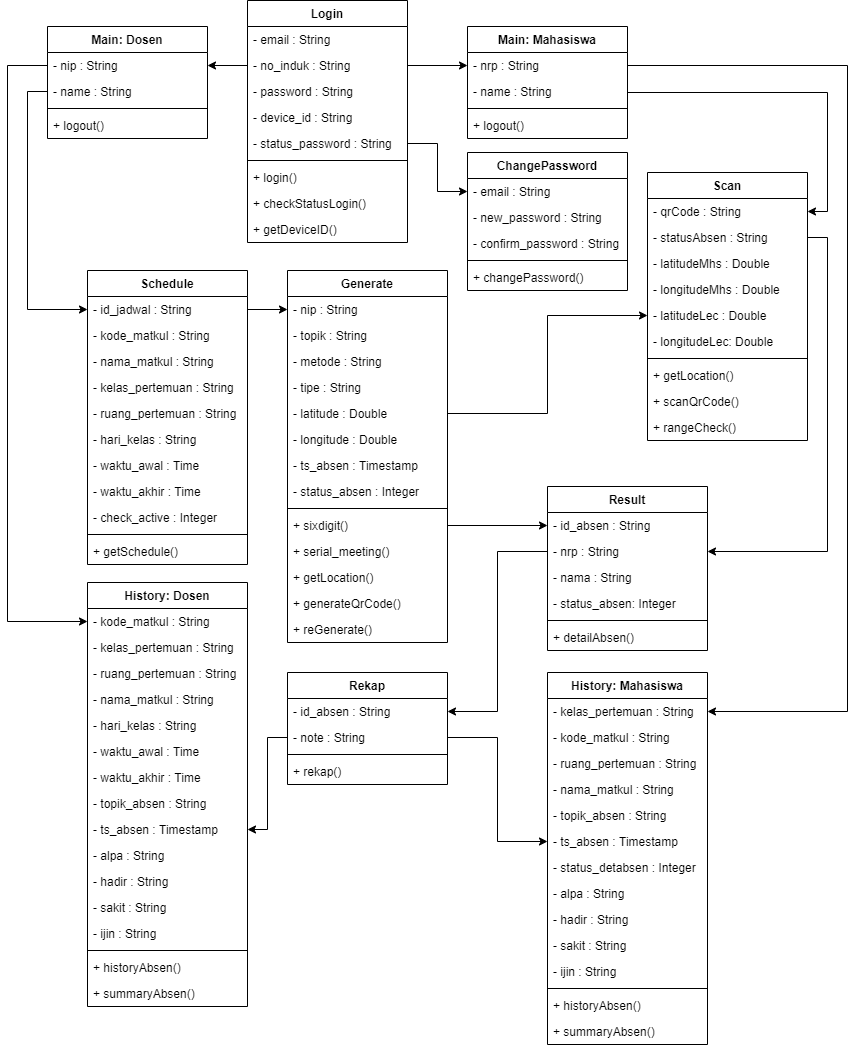 Login
- email : String
- no_induk : String
- password : String
- device_id : String
- status_password : String
+ login()
+ checkStatusLogin()
+ getDeviceID()
Main: Dosen
- nip : String
- name : String
+ logout()
Main: Mahasiswa
- nrp : String
- name : String
+ logout()
ChangePassword
- email : String
- new_password : String
- confirm_password : String
+ changePassword()
Scan
- qrCode : String
- statusAbsen : String
- latitudeMhs : Double
- longitudeMhs : Double
- latitudeLec : Double
- longitudeLec: Double
+ getLocation()
+ scanQrCode()
+ rangeCheck()
Schedule
- id_jadwal : String
- kode_matkul : String
- nama_matkul : String
- kelas_pertemuan : String
- ruang_pertemuan : String
- hari_kelas : String
- waktu_awal : Time
- waktu_akhir : Time
- check_active : Integer
+ getSchedule()
Generate
- nip : String
- topik : String
- metode : String
- tipe : String
- latitude : Double
- longitude : Double
- ts_absen : Timestamp
- status_absen : Integer
+ sixdigit()
+ serial_meeting()
+ getLocation()
+ generateQrCode()
+ reGenerate()
Result
- id_absen : String
- nrp : String
- nama : String
- status_absen: Integer
+ detailAbsen()
History: Dosen
- kode_matkul : String
- kelas_pertemuan : String
- ruang_pertemuan : String
- nama_matkul : String
- hari_kelas : String
- waktu_awal : Time
- waktu_akhir : Time
- topik_absen : String
- ts_absen : Timestamp
- alpa : String
- hadir : String
- sakit : String
- ijin : String
+ historyAbsen()
+ summaryAbsen()
Rekap
- id_absen : String
- note : String
+ rekap()
History: Mahasiswa
- kelas_pertemuan : String
- kode_matkul : String
- ruang_pertemuan : String
- nama_matkul : String
- topik_absen : String
- ts_absen : Timestamp
- status_detabsen : Integer
- alpa : String
- hadir : String
- sakit : String
- ijin : String
+ historyAbsen()
+ summaryAbsen()